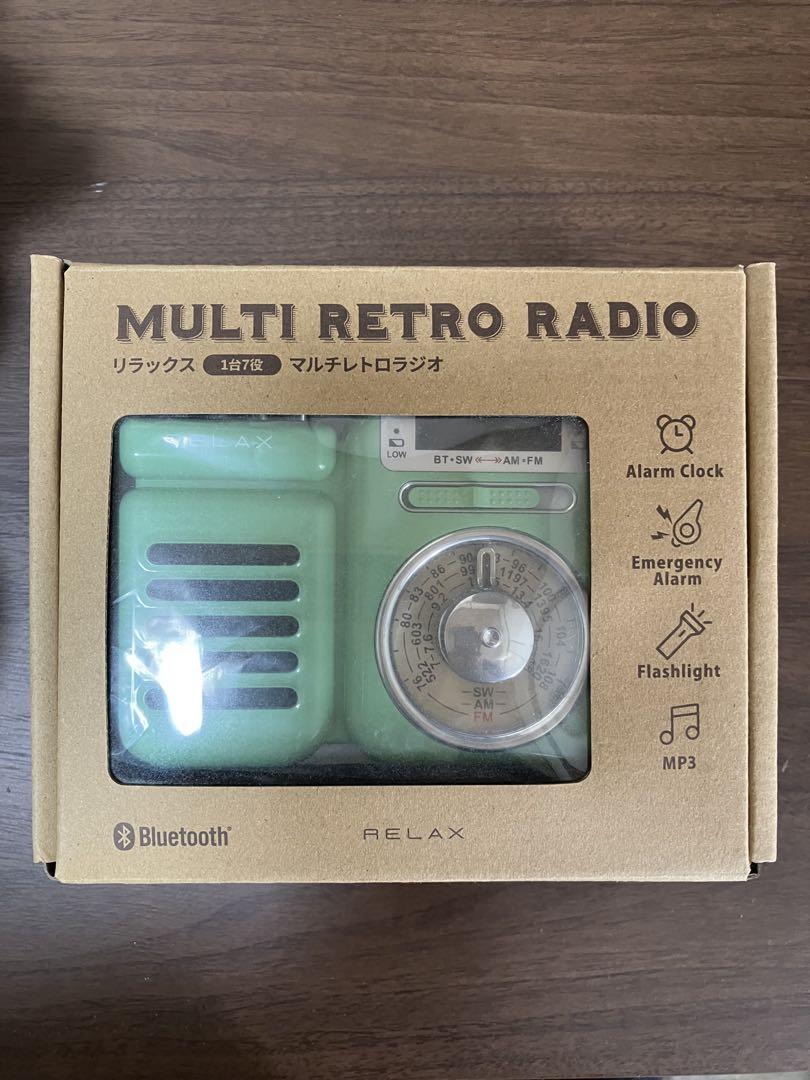 MULTI RETRO RADIO
リラックス 1台7役 マルチレトロラジオ
RELAX
LOW
BT•SW AM•FM
SW
AM
FM
Alarm Clock
Emergency
Alarm
Flashlight
MP3
Bluetooth
RELAX